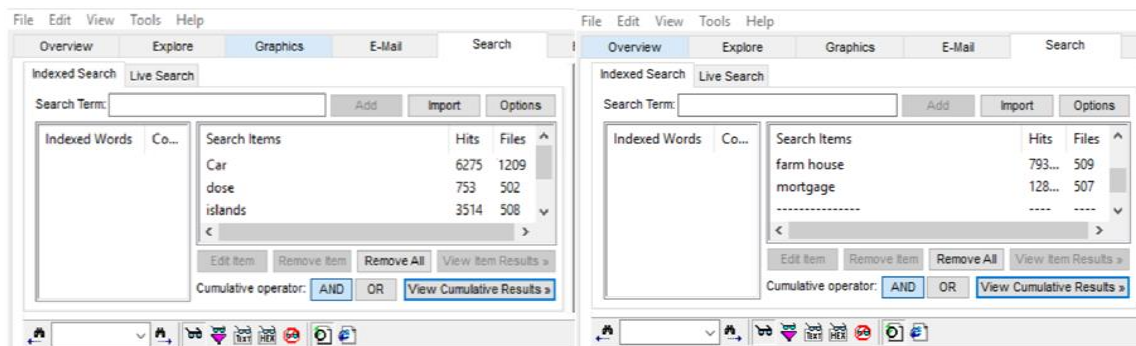 File Edit View Tools Help
Overview Explore Graphics E-Mail Search
Indexed Search Live Search
Search Term: Add Import Options
Indexed Words Co... Search Items Hits Files
Car 6275 1209
dose 753 502
islands 3514 508
Edit Item Remove Item Remove All View Item Results »
Cumulative operator: AND OR View Cumulative Results »
TEXT HEX
File Edit View Tools Help
Overview Explore Graphics E-Mail Search
Indexed Search Live Search
Search Term: Add Import Options
Indexed Words Co... Search Items Hits Files
farm house 793... 509
mortgage 128... 507
--------------- ---- ----
Edit Item Remove Item Remove All View Item Results »
Cumulative operator: AND OR View Cumulative Results »
TEXT HEX